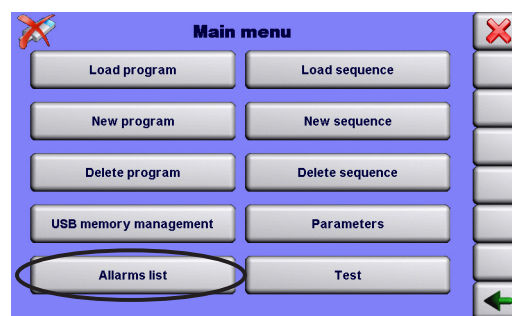 Main menu
Load program
Load sequence
New program
New sequence
Delete program
Delete sequence
USB memory management
Parameters
Allarms list
Test